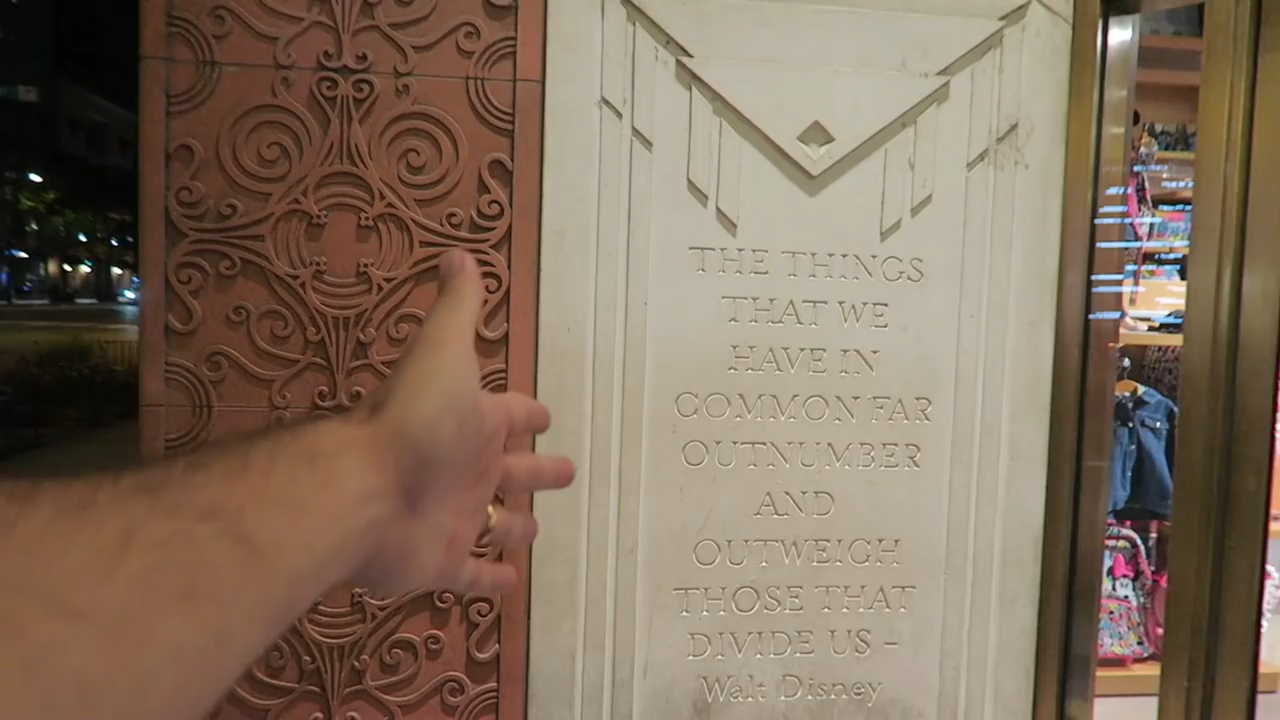 THE THINGS
THAT WE
HAVE IN
COMMON FAR
OUTNUMBER
AND
OUTWEIGH
THOSE THAT
DIVIDE US –
Walt Disney